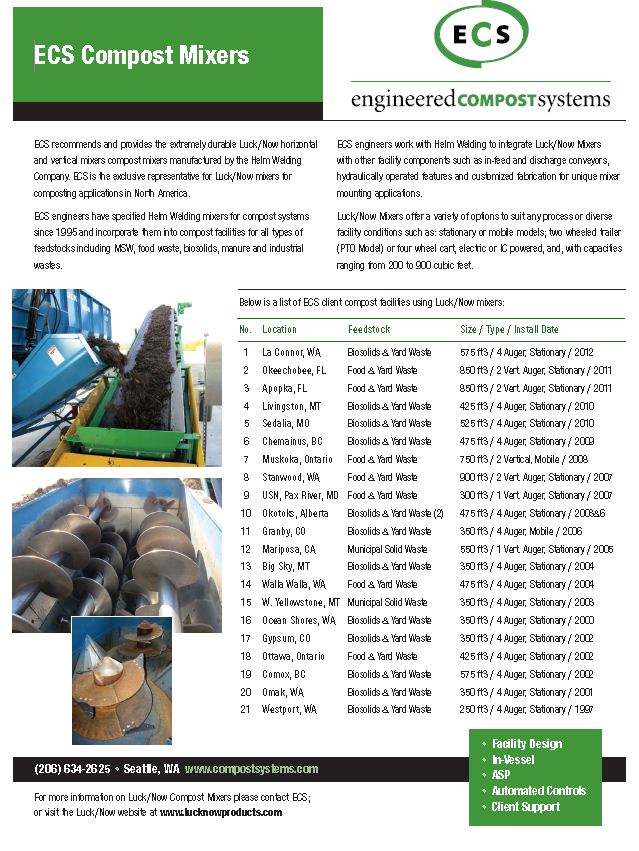 ECS Compost Mixers
ECS
engineeredCOMPOSTsystems
ECS recommends and provides the extremely durable Luck/Now horizontal
and vertical mixers compost mixers manufactured by the Helm Welding
Company. ECS is the exclusive representative for Luck/Now mixers for
composting applications in North America.
ECS engineers have specified Helm Welding mixers for compost systems
since 1995 and incorporate them into compost facilities for all types of
feedstocks including MSW, food waste, biosolids, manure and industrial
wastes.
ECS engineers work with Helm Welding to integrate Luck/Now Mixers
with other facility components such as in-feed and discharge conveyors,
hydraulically operated features and customized fabrication for unique mixer
mounting applications.
Luck/Now Mixers offer a variety of options to suit any process or diverse
facility conditions such as: stationary or mobile models; two wheeled trailer
(PTO Model) or four wheel cart, electric or IC powered, and, with capacities
ranging from 200 to 900 cubic feet.
Below is a list of ECS client compost facilities using Luck/Now mixers:
No. Location Feedstock Size / Type / Install Date
1 La Connor, WA Biosolids & Yard Waste 575 ft3 / 4 Auger, Stationary / 2012
2 Okeechobee, FL Food & Yard Waste 850 ft3 / 2 Vert. Auger, Stationary / 2011
3 Apopka, FL Food & Yard Waste 850 ft3 / 2 Vert. Auger, Stationary / 2011
4 Livingston, MT Biosolids & Yard Waste 425 ft3 / 4 Auger, Stationary / 2010
5 Sedalia, MO Biosolids & Yard Waste 525 ft3 / 4 Auger, Stationary / 2010
6 Chemainus, BC Biosolids & Yard Waste 475 ft3 / 4 Auger, Stationary / 2009
7 Muskoka, Ontario Food & Yard Waste 750 ft3 / 2 Vertical, Mobile / 2008
8 Stanwood, WA Food & Yard Waste 900 ft3 / 2 Vert. Auger, Stationary / 2007
9 USN, Pax River, MD Food & Yard Waste 300 ft3 / 1 Vert. Auger, Stationary / 2007
10 Okotoks, Alberta Biosolids & Yard Waste (2) 475 ft3 / 4 Auger, Stationary / 2003&6
11 Granby, CO Biosolids & Yard Waste 350 ft3 / 4 Auger, Mobile / 2006
12 Mariposa, CA Municipal Solid Waste 550 ft3 / 1 Vert. Auger, Stationary / 2005
13 Big Sky, MT Biosolids & Yard Waste 350 ft3 / 4 Auger, Stationary / 2004
14 Walla Walla, WA Food & Yard Waste 475 ft3 / 4 Auger, Stationary / 2004
15 W. Yellowstone, MT Municipal Solid Waste 350 ft3 / 4 Auger, Stationary / 2003
16 Ocean Shores, WA Biosolids & Yard Waste 350 ft3 / 4 Auger, Stationary / 2000
17 Gypsum, CO Biosolids & Yard Waste 350 ft3 / 4 Auger, Stationary / 2002
18 Ottawa, Ontario Food & Yard Waste 425 ft3 / 4 Auger, Stationary / 2002
19 Comox, BC Biosolids & Yard Waste 575 ft3 / 4 Auger, Stationary / 2002
20 Omak, WA Biosolids & Yard Waste 350 ft3 / 4 Auger, Stationary / 2001
21 Westport, WA Biosolids & Yard Waste 250 ft3 / 4 Auger, Stationary / 1997
(206) 634-2625 • Seattle, WA www.compostsystems.com
For more information on Luck/Now Compost Mixers please contact ECS;
or visit the Luck/Now website at www.lucknowproducts.com
• Facility Design
• In-Vessel
• ASP
• Automated Controls
• Client Support